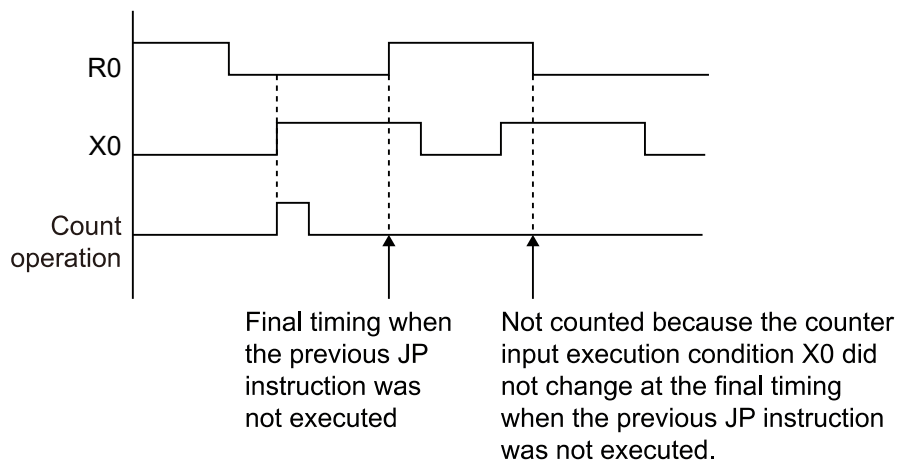 R0
X0
Count
operation
Final timing when
the previous JP
instruction was
not executed
Not counted because the counter
input execution condition X0 did
not change at the final timing
when the previous JP instruction
was not executed.